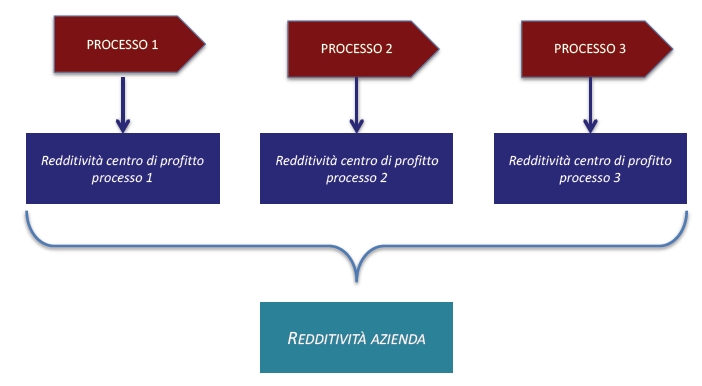 PROCESSO 1
PROCESSO 2
PROCESSO 3
Redditività centro di profitto
processo 1
Redditività centro di profitto
processo 2
Redditività centro di profitto
processo 3
REDDITIVITÀ AZIENDA